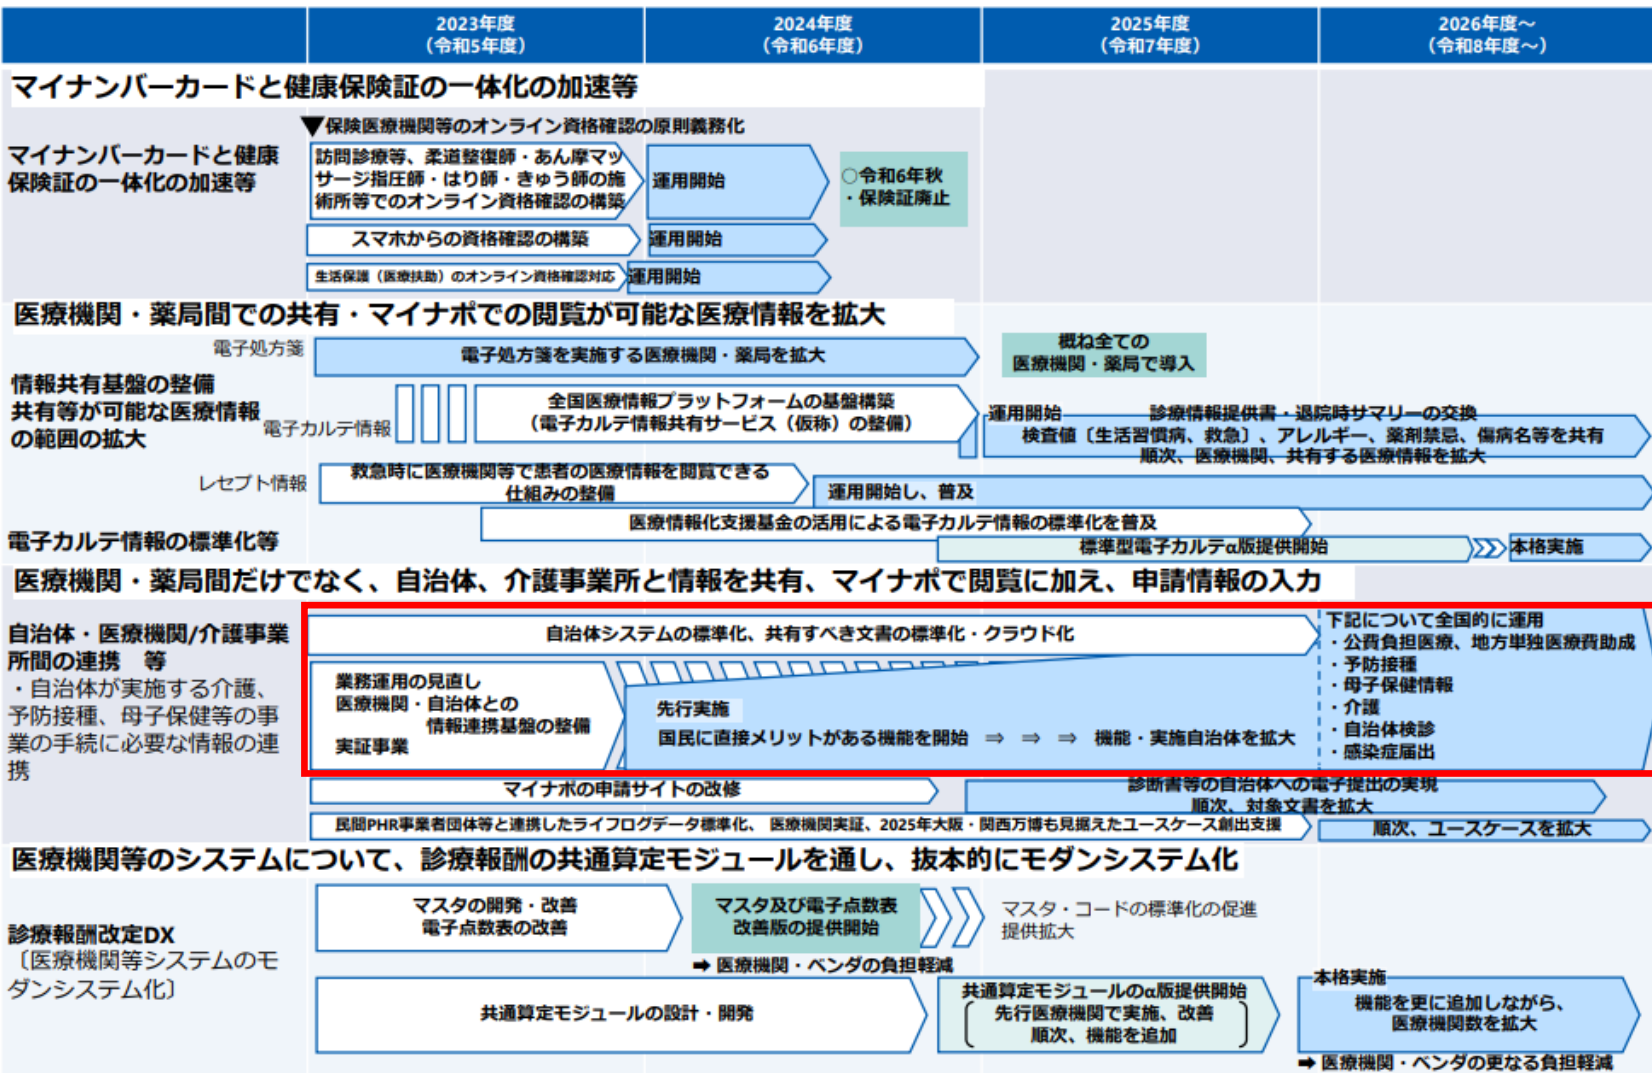 2023年度
(令和5年度)
2024年度
(令和6年度)
2025年度
(令和7年度)
2026年度～
(令和8年度～)
マイナンバーカードと健康保険証の一体化の加速等
マイナンバーカードと健康
保険証の一体化の加速等
▼保険医療機関等のオンライン資格確認の原則義務化
訪問診療等、柔道整復師・あん摩マッ
サージ指圧師・はり師・きゅう師の施
術所等でのオンライン資格確認の構築
運用開始
○令和6年秋
・保険証廃止
スマホからの資格確認の構築
運用開始
生活保護（医療扶助）のオンライン資格確認対応
運用開始
医療機関・薬局間での共有・マイナポでの閲覧が可能な医療情報を拡大
情報共有基盤の整備
共有等が可能な医療情報
の範囲の拡大
電子処方箋
電子処方箋を実施する医療機関・薬局を拡大
概ね全ての
医療機関・薬局で導入
電子カルテ情報
全国医療情報プラットフォームの基盤構築
（電子カルテ情報共有サービス（仮称）の整備）
運用開始
診療情報提供書・退院時サマリーの交換
検査値〔生活習慣病、救急〕、アレルギー、薬剤禁忌、傷病名等を共有
順次、医療機関、共有する医療情報を拡大
レセプト情報
救急時に医療機関等で患者の医療情報を閲覧できる
仕組みの整備
運用開始し、普及
電子カルテ情報の標準化等
医療情報化支援基金の活用による電子カルテ情報の標準化を普及
標準型電子カルテα版提供開始
本格実施
医療機関・薬局間だけでなく、自治体、介護事業所と情報を共有、マイナポで閲覧に加え、申請情報の入力
自治体・医療機関/介護事業
所間の連携　等
・自治体が実施する介護、
予防接種、母子保健等の事
業の手続に必要な情報の連
携
自治体システムの標準化、共有すべき文書の標準化・クラウド化
業務運用の見直し
医療機関・自治体との
情報連携基盤の整備
実証事業
先行実施
国民に直接メリットがある機能を開始　⇒　⇒　⇒　機能・実施自治体を拡大
下記について全国的に運用
・公費負担医療、地方単独医療費助成
・予防接種
・母子保健情報
・介護
・自治体検診
・感染症届出
マイナポの申請サイトの改修
診断書等の自治体への電子提出の実現
順次、対象文書を拡大
民間PHR事業者団体等と連携したライフログデータ標準化、 医療機関実証、2025年大阪・関西万博も見据えたユースケース創出支援
順次、ユースケースを拡大
医療機関等のシステムについて、診療報酬の共通算定モジュールを通し、抜本的にモダンシステム化
診療報酬改定DX
〔医療機関等システムのモ
ダンシステム化〕
マスタの開発・改善
電子点数表の改善
マスタ及び電子点数表
改善版の提供開始
マスタ・コードの標準化の促進
提供拡大
➡ 医療機関・ベンダの負担軽減
共通算定モジュールの設計・開発
共通算定モジュールのα版提供開始
先行医療機関で実施、改善
順次、機能を追加
本格実施
機能を更に追加しながら、
医療機関数を拡大
➡ 医療機関・ベンダの更なる負担軽減